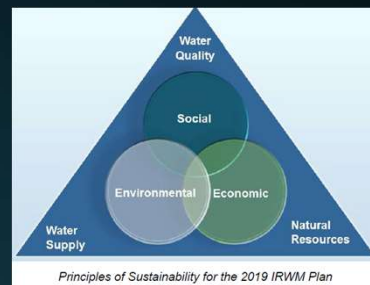 Water
Quality
Social
Environmental
Economic
Water
Supply
Natural
Resources
Principles of Sustainability for the 2019 IRWM Plan